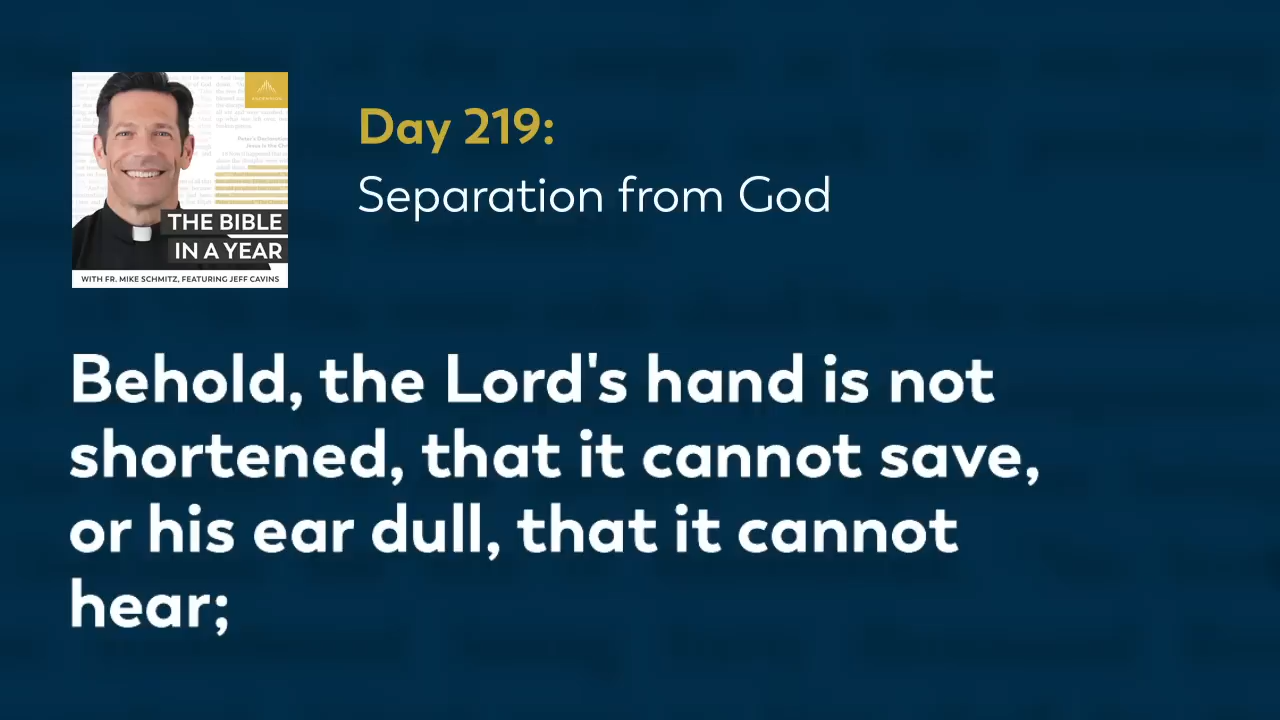 THE BIBLE
IN A YEAR
WITH FR. MIKE SCHMITZ, FEATURING JEFF CAVINS
Day 219:
Separation from God
Behold, the Lord's hand is not
shortened, that it cannot save,
or his ear dull, that it cannot
hear;